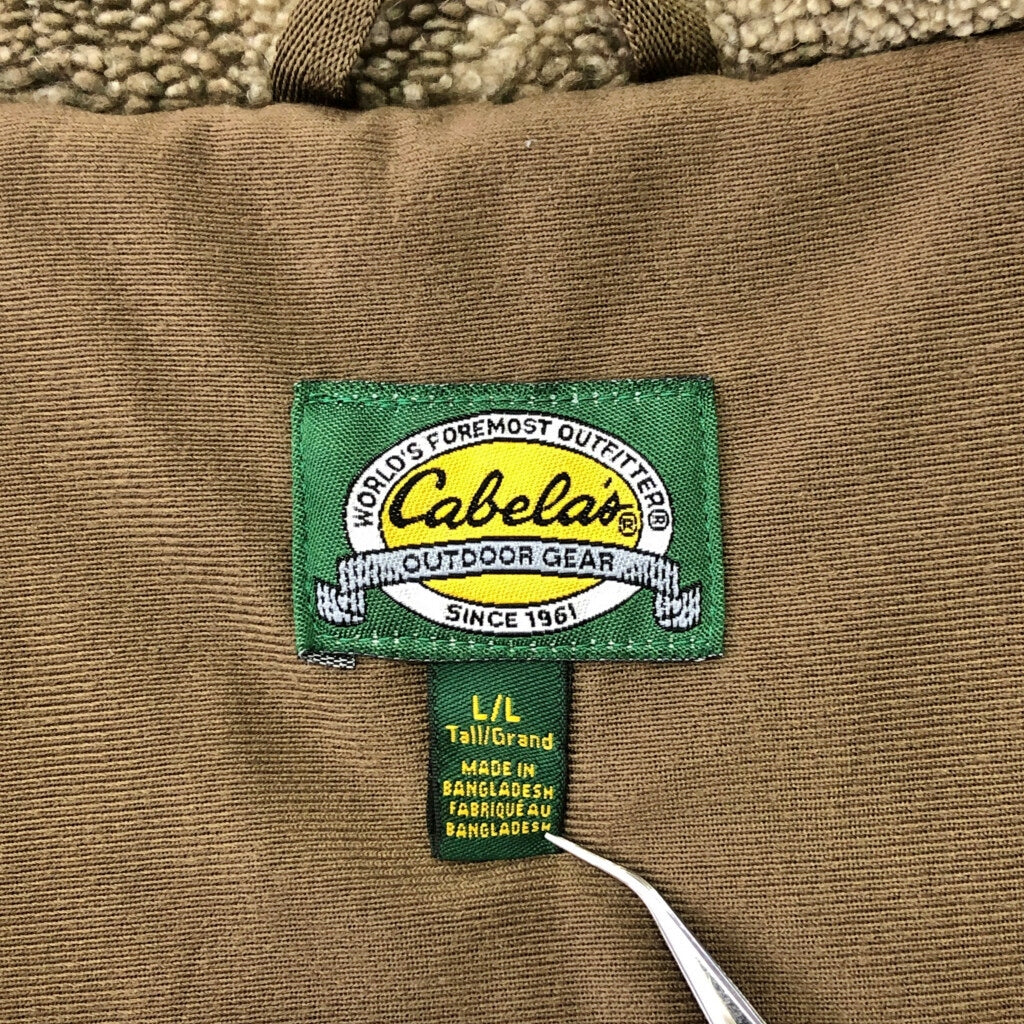 WORLD'S FOREMOST OUTFITTER®
Cabela's®
OUTDOOR GEAR
SINCE 1961
L/L
Tall/Grand
MADE IN
BANGLADESH
FABRIQUÉ AU
BANGLADESH